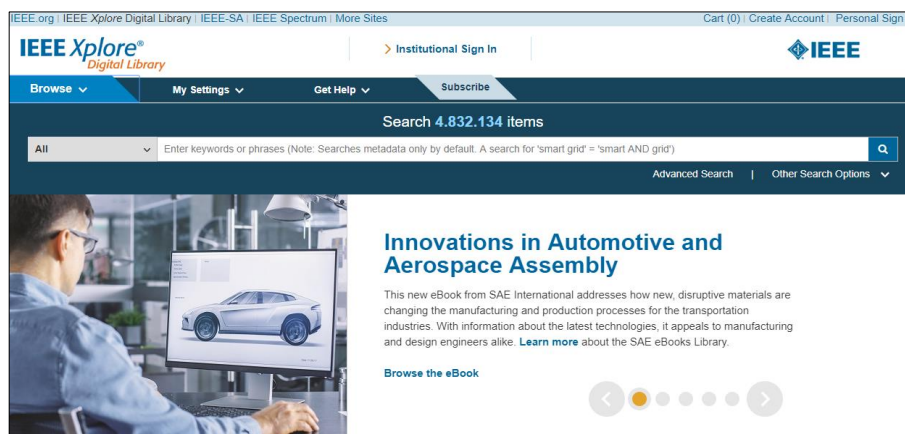 IEEE.org | IEEE Xplore Digital Library | IEEE-SA | IEEE Spectrum | More Sites
Cart (0) | Create Account | Personal Sign
IEEE Xplore®
Digital Library
Institutional Sign In
IEEE
Browse
My Settings
Get Help
Subscribe
Search 4.832.134 items
All
Enter keywords or phrases (Note: Searches metadata only by default. A search for 'smart grid' = 'smart AND grid')
Advanced Search | Other Search Options
Innovations in Automotive and
Aerospace Assembly
This new eBook from SAE International addresses how new, disruptive materials are
changing the manufacturing and production processes for the transportation
industries. With information about the latest technologies, it appeals to manufacturing
and design engineers alike. Learn more about the SAE eBooks Library.
Browse the eBook